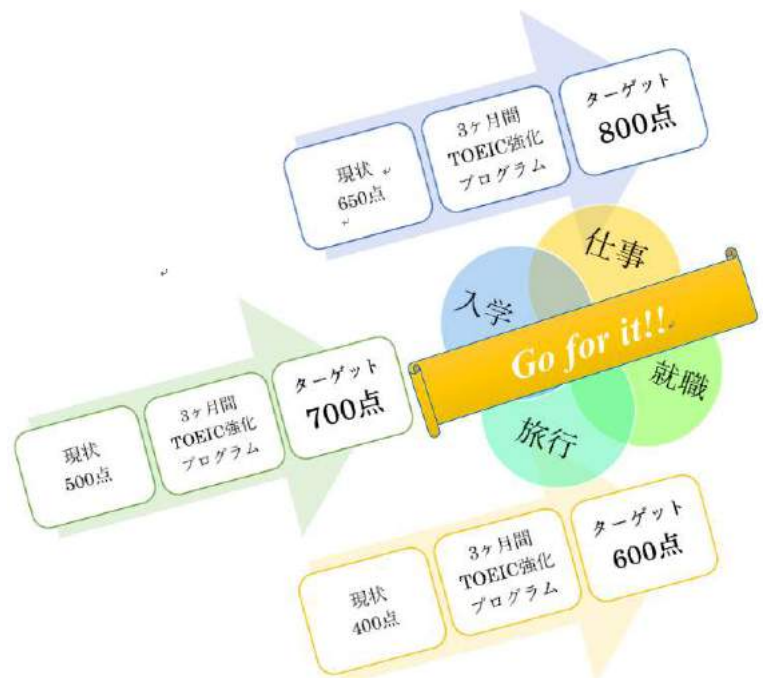 現状
650点
3ヶ月間
TOEIC強化
プログラム
ターゲット
800点
入学
仕事
Go for it!!
就職
旅行
現状
500点
3ヶ月間
TOEIC強化
プログラム
ターゲット
700点
現状
400点
3ヶ月間
TOEIC強化
プログラム
ターゲット
600点